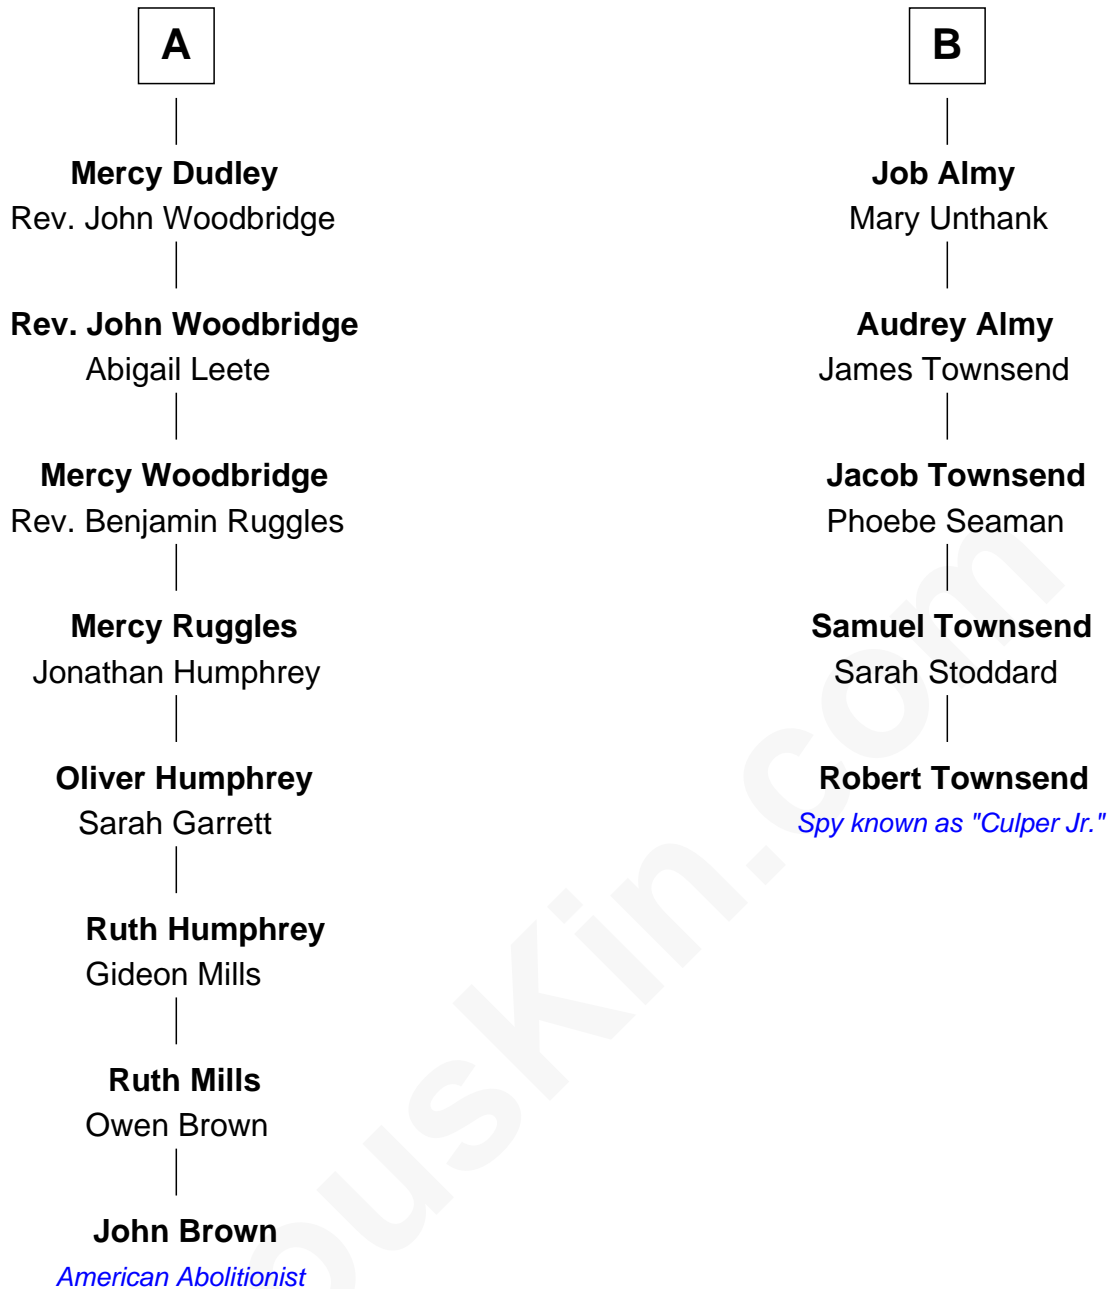 A
Mercy Dudley
Rev. John Woodbridge
Rev. John Woodbridge
Abigail Leete
Mercy Woodbridge
Rev. Benjamin Ruggles
Mercy Ruggles
Jonathan Humphrey
Oliver Humphrey
Sarah Garrett
Ruth Humphrey
Gideon Mills
Ruth Mills
Owen Brown
John Brown
American Abolitionist
B
Job Almy
Mary Unthank
Audrey Almy
James Townsend
Jacob Townsend
Phoebe Seaman
Samuel Townsend
Sarah Stoddard
Robert Townsend
Spy known as "Culper Jr."
ousKin.com